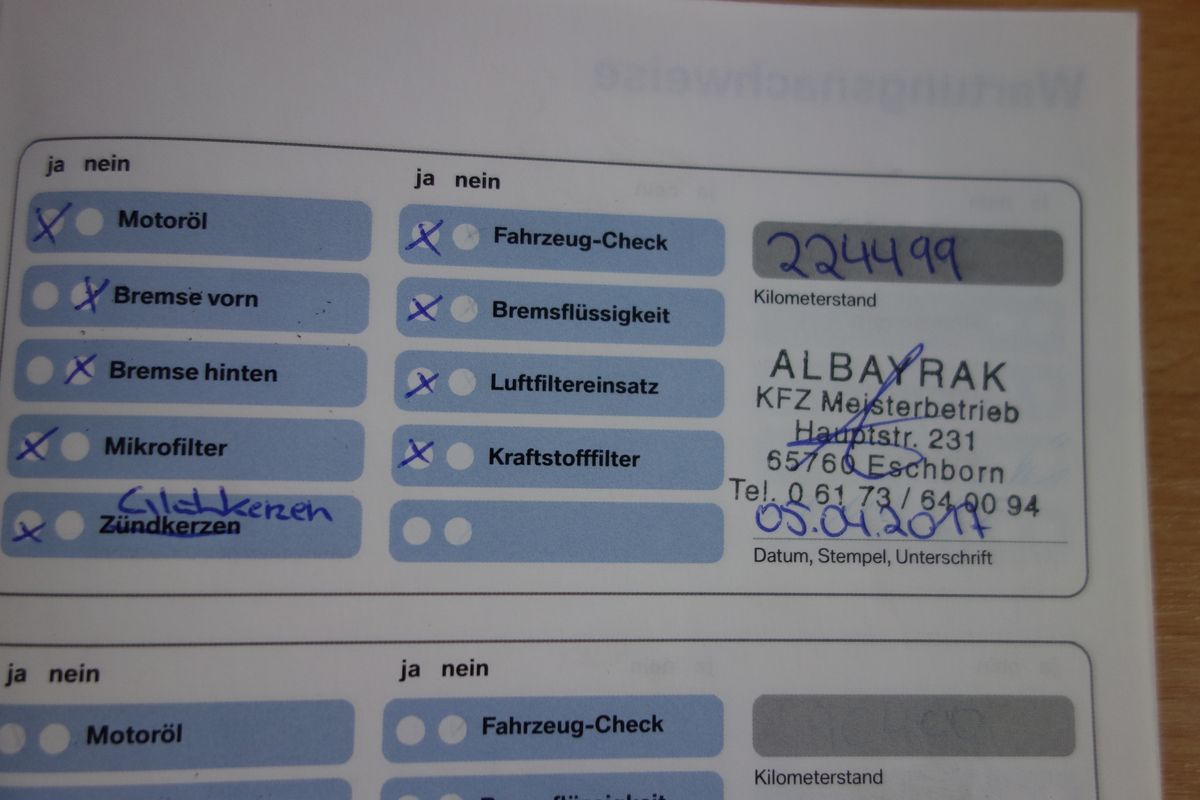 Wartungsnachweise
ja nein
Motoröl
Bremse vorn
Bremse hinten
Mikrofilter
Glühkerzen
Zündkerzen
ja nein
Fahrzeug-Check
Bremsflüssigkeit
Luftfiltereinsatz
Kraftstofffilter
224499
Kilometerstand
ALBAYRAK
KFZ Meisterbetrieb
Hauptstr. 231
65760 Eschborn
Tel. 0 61 73 / 64 00 94
05.04.2017
Datum, Stempel, Unterschrift
ja nein
Motoröl
ja nein
Fahrzeug-Check
Bremsflüssigkeit
Kilometerstand